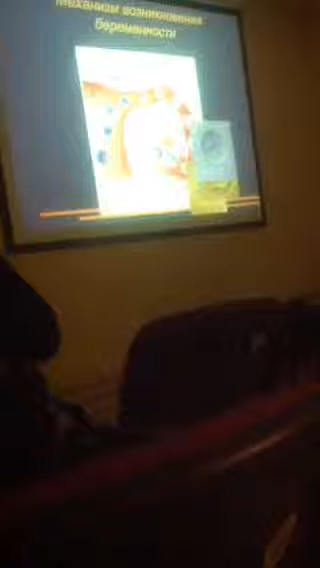 Механизм возникновения
беременности